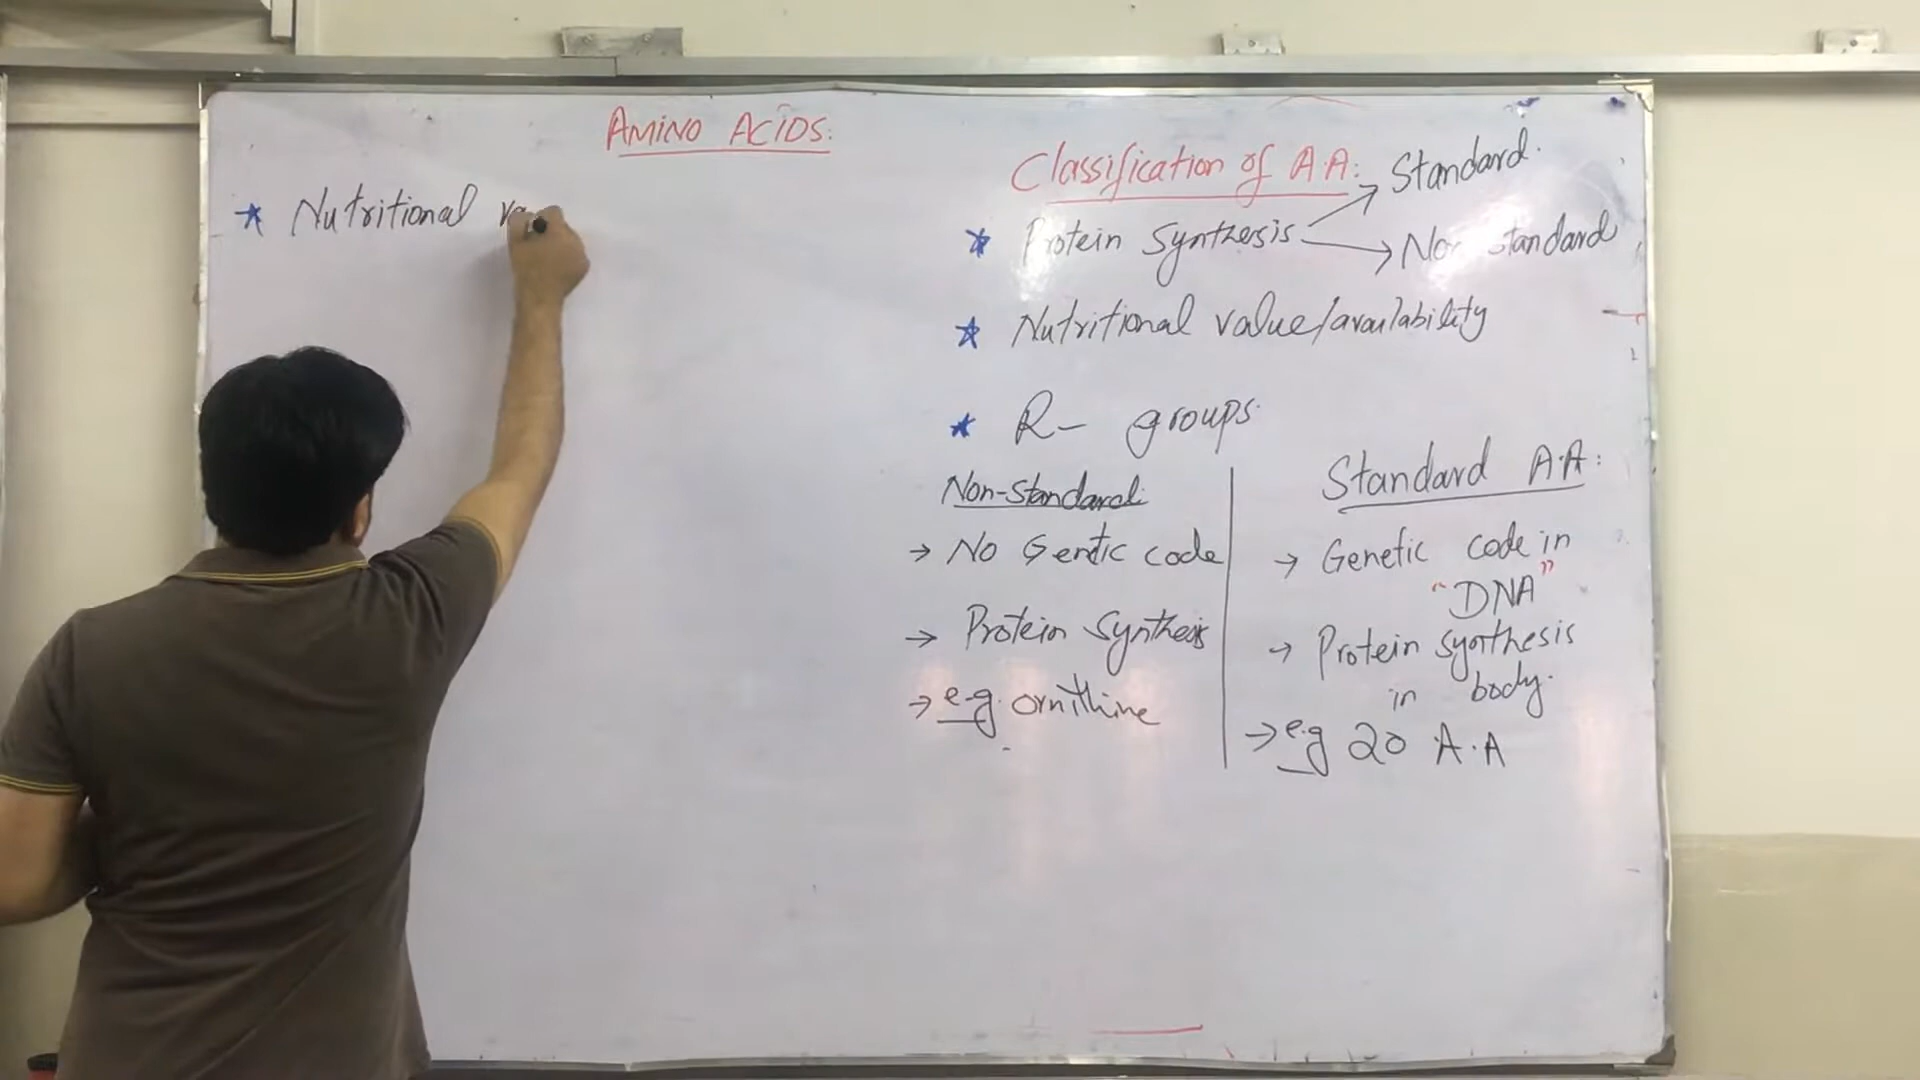 AMINO ACIDS:
* Nutritional va
Classification of A.A:
Standard.
* Protein Synthesis
Non Standard
* Nutritional value/availability
* R- groups.
Non-Standard:
→ No Gentic code
→ Protein Synthesis
→ e.g. ornithine
Standard A.A:
→ Genetic code in
"DNA"
→ Protein synthesis
in body.
→ e.g 20 A.A